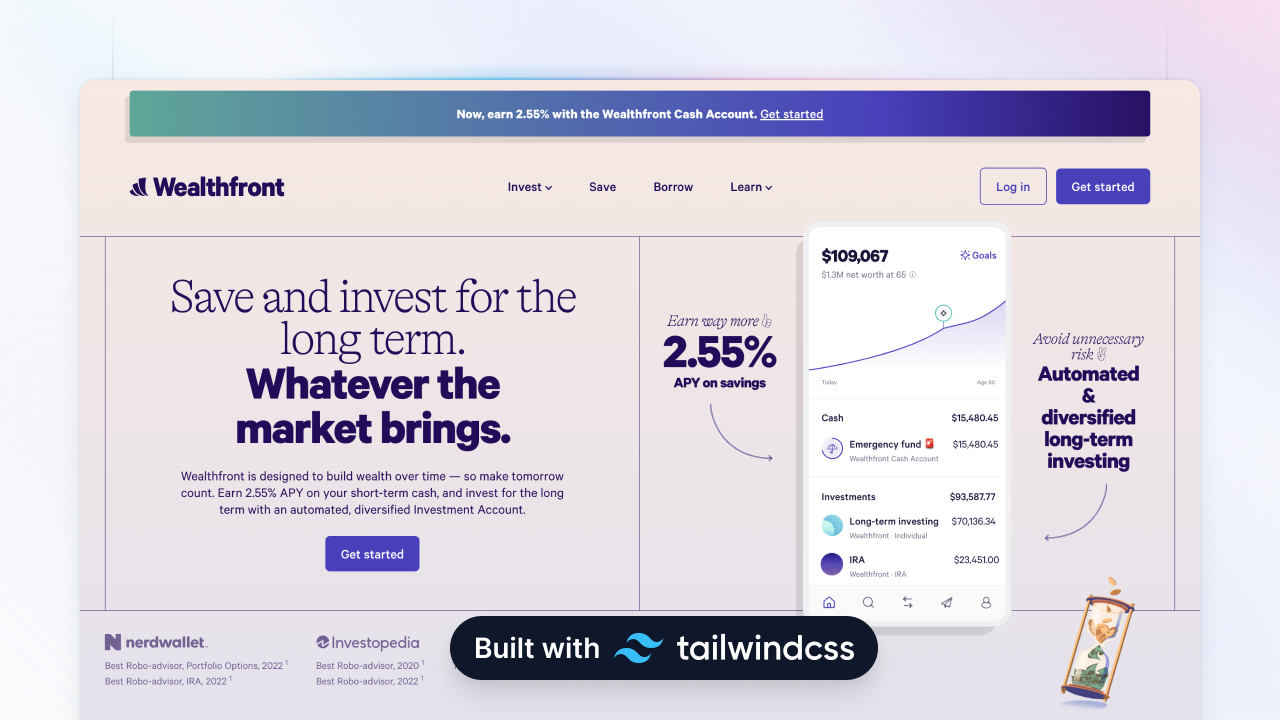 Now, earn 2.55% with the Wealthfront Cash Account. Get started
Wealthfront
Invest
Save
Borrow
Learn
Log in
Get started
Save and invest for the
long term.
Whatever the
market brings.
Wealthfront is designed to build wealth over time — so make tomorrow
count. Earn 2.55% APY on your short-term cash, and invest for the long
term with an automated, diversified Investment Account.
Get started
Earn way more
2.55%
APY on savings
$109,067
Goals
$1.3M net worth at 65
Today
Age 80
Cash
$15,480.45
Emergency fund
$15,480.45
Wealthfront Cash Account
Investments
$93,587.77
Long-term investing
$70,136.34
Wealthfront · Individual
IRA
$23,451.00
Wealthfront · IRA
Avoid unnecessary
risk
Automated
&
diversified
long-term
investing
nerdwallet
Best Robo-advisor, Portfolio Options, 2022 1
Best Robo-advisor, IRA, 2022 1
Investopedia
Best Robo-advisor, 2020 1
Best Robo-advisor, 2022 1
Built with tailwindcss